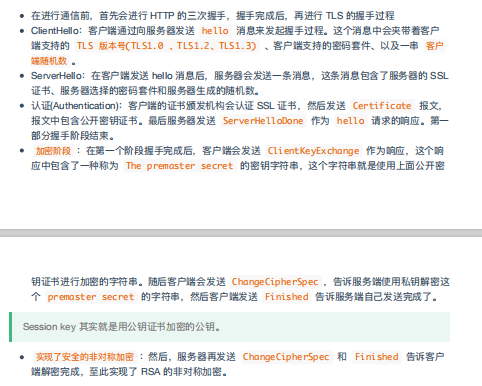 在进行通信前，首先会进行 HTTP 的三次握手，握手完成后，再进行 TLS 的握手过程
ClientHello：客户端通过向服务器发送 hello 消息来发起握手过程。这个消息中会夹带着客户
端支持的 TLS 版本号(TLS1.0 、TLS1.2、TLS1.3) 、客户端支持的密码套件、以及一串 客户
端随机数 。
ServerHello：在客户端发送 hello 消息后，服务器会发送一条消息，这条消息包含了服务器的 SSL
证书、服务器选择的密码套件和服务器生成的随机数。
认证(Authentication)：客户端的证书颁发机构会认证 SSL 证书，然后发送 Certificate 报文，
报文中包含公开密钥证书。最后服务器发送 ServerHelloDone 作为 hello 请求的响应。第一
部分握手阶段结束。
加密阶段 ：在第一个阶段握手完成后，客户端会发送 ClientKeyExchange 作为响应，这个响
应中包含了一种称为 The premaster secret 的密钥字符串，这个字符串就是使用上面公开密
钥证书进行加密的字符串。随后客户端会发送 ChangeCipherSpec ，告诉服务端使用私钥解密这
个 premaster secret 的字符串，然后客户端发送 Finished 告诉服务端自己发送完成了。
Session key 其实就是用公钥证书加密的公钥。
实现了安全的非对称加密 ：然后，服务器再发送 ChangeCipherSpec 和 Finished 告诉客户
端解密完成，至此实现了 RSA 的非对称加密。